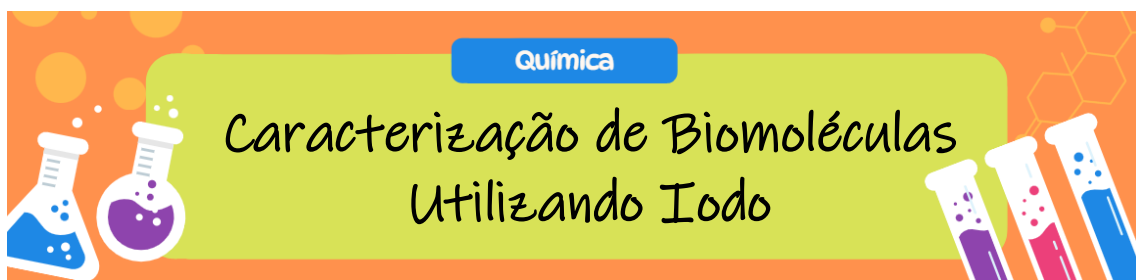 Química
Caracterização de Biomoléculas
Utilizando Iodo